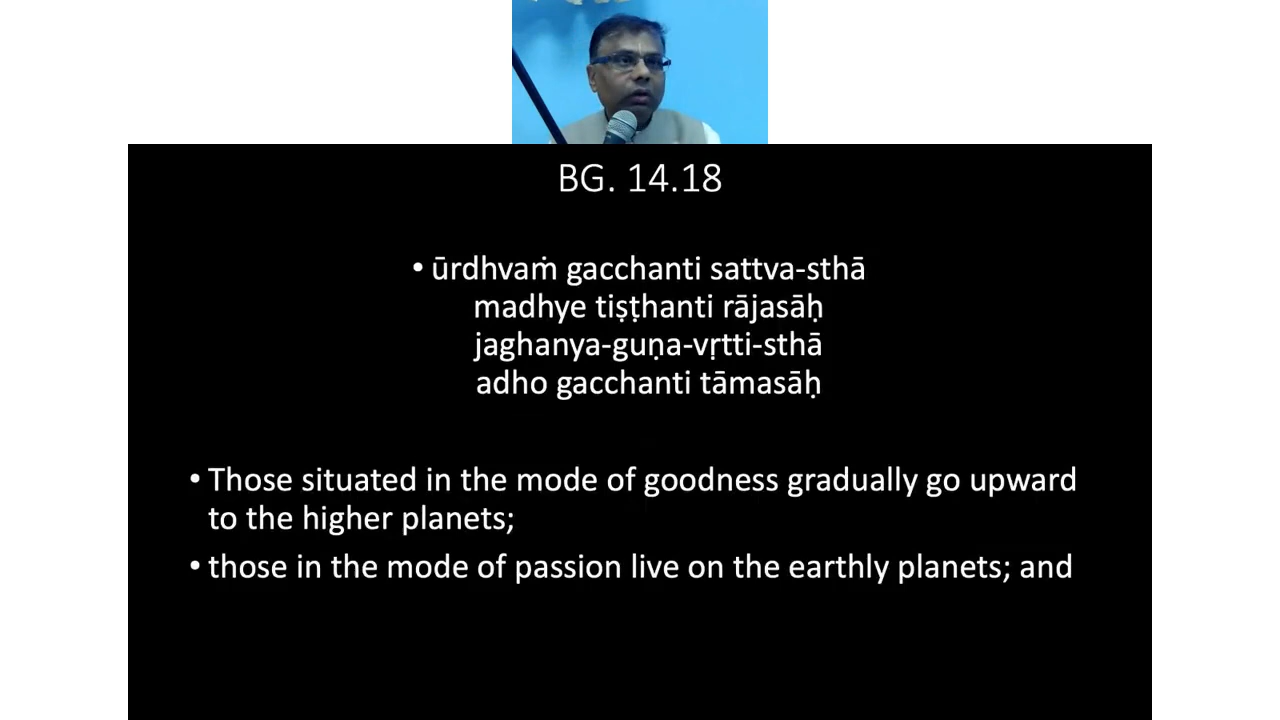 BG. 14.18
• ūrdhvaṁ gacchanti sattva-sthā
madhye tiṣṭhanti rājasāḥ
jaghanya-guṇa-vṛtti-sthā
adho gacchanti tāmasāḥ
• Those situated in the mode of goodness gradually go upward
to the higher planets;
• those in the mode of passion live on the earthly planets; and